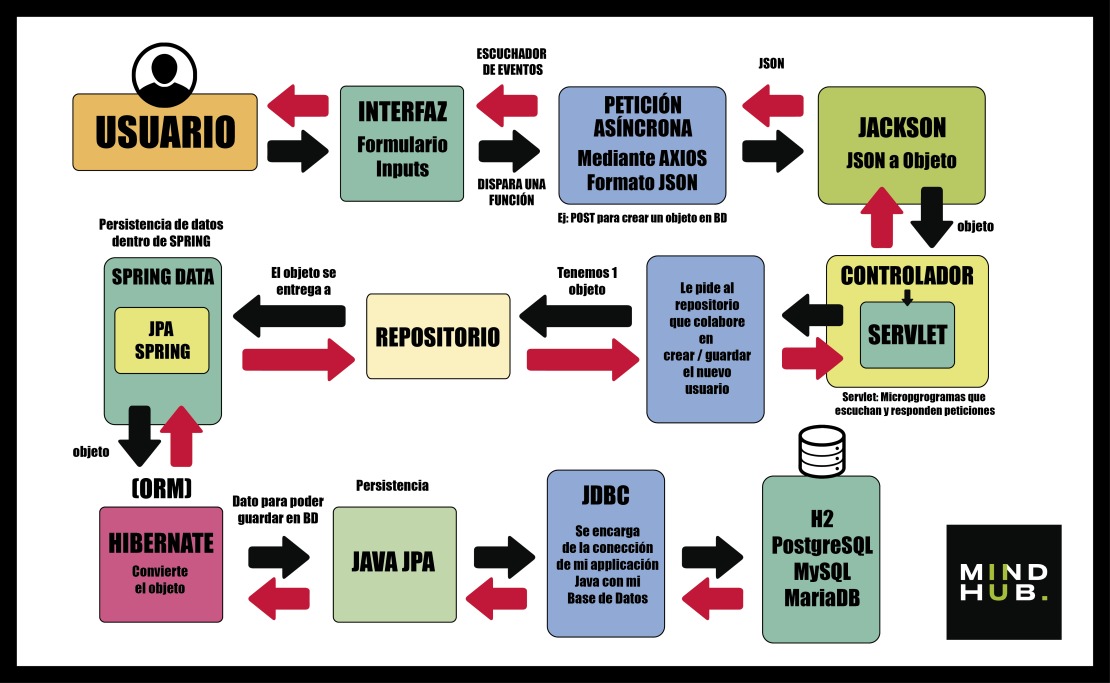 USUARIO
INTERFAZ
Formulario
Inputs
ESCUCHADOR
DE EVENTOS
DISPARA UNA
FUNCIÓN
PETICIÓN
ASÍNCRONA
Mediante AXIOS
Formato JSON
Ej: POST para crear un objeto en BD
JSON
JACKSON
JSON a Objeto
objeto
CONTROLADOR
SERVLET
Servlet: Micropgrogramas que
escuchan y responden peticiones
Le pide al
repositorio
que colabore
en
crear / guardar
el nuevo
usuario
Tenemos 1
objeto
REPOSITORIO
El objeto se
entrega a
Persistencia de datos
dentro de SPRING
SPRING DATA
JPA
SPRING
objeto
(ORM)
HIBERNATE
Convierte
el objeto
Dato para poder
guardar en BD
Persistencia
JAVA JPA
JDBC
Se encarga
de la conección
de mi applicación
Java con mi
Base de Datos
H2
PostgreSQL
MySQL
MariaDB
MIND
HUB.